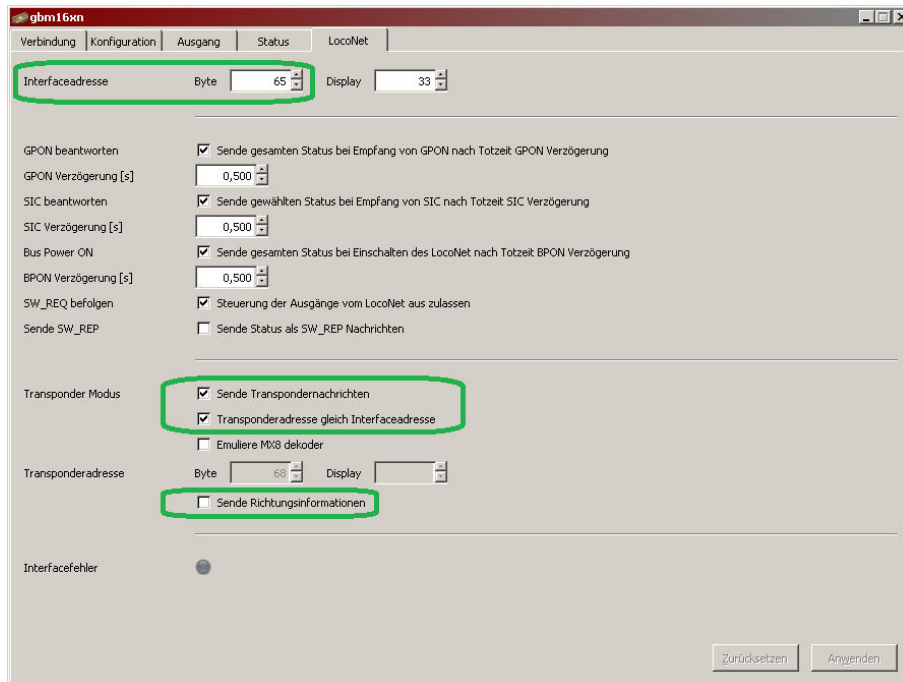 gbm16xn
Verbindung Konfiguration Ausgang Status LocoNet
Interfaceadresse Byte 65 Display 33
GPON beantworten Sende gesamten Status bei Empfang von GPON nach Totzeit GPON Verzögerung
GPON Verzögerung [s] 0,500
SIC beantworten Sende gewählten Status bei Empfang von SIC nach Totzeit SIC Verzögerung
SIC Verzögerung [s] 0,500
Bus Power ON Sende gesamten Status bei Einschalten des LocoNet nach Totzeit BPON Verzögerung
BPON Verzögerung [s] 0,500
SW_REQ befolgen Steuerung der Ausgänge vom LocoNet aus zulassen
Sende SW_REP Sende Status als SW_REP Nachrichten
Transponder Modus Sende Transpondernachrichten
Transponderadresse gleich Interfaceadresse
Emuliere MX8 dekoder
Transponderadresse Byte 68 Display
Sende Richtungsinformationen
Interfacefehler
Zurücksetzen Anwenden